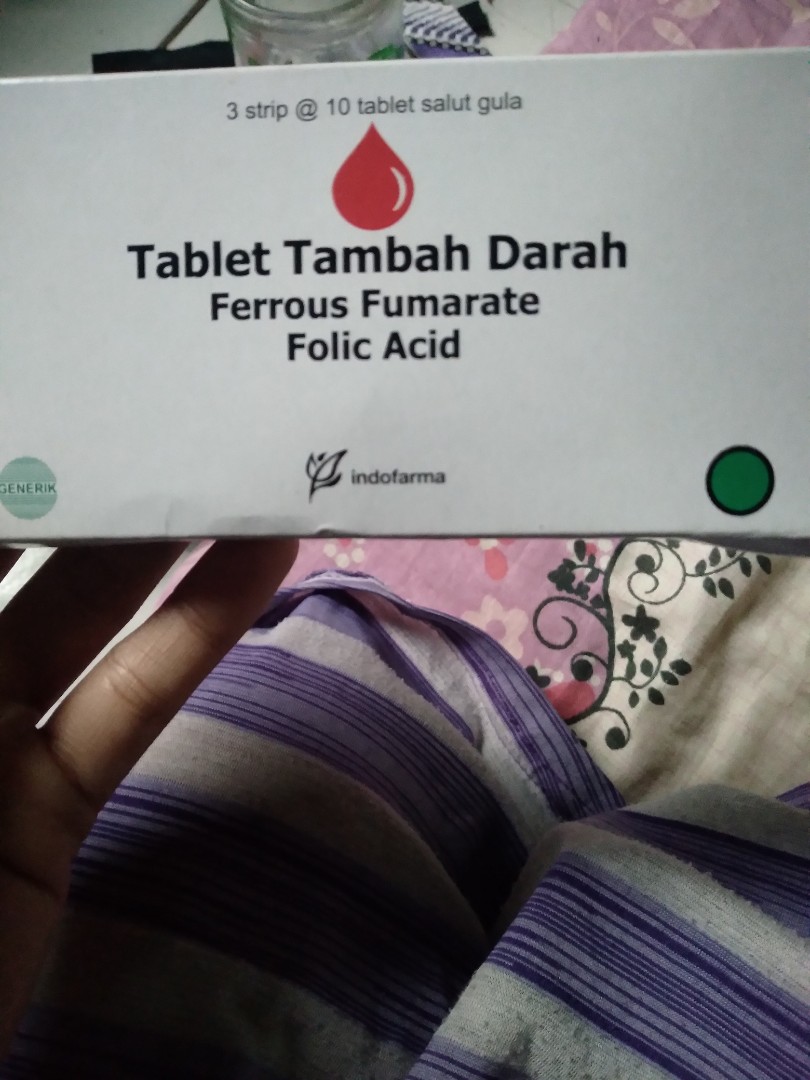 3 strip @ 10 tablet salut gula
Tablet Tambah Darah
Ferrous Fumarate
Folic Acid
GENERIK
indofarma